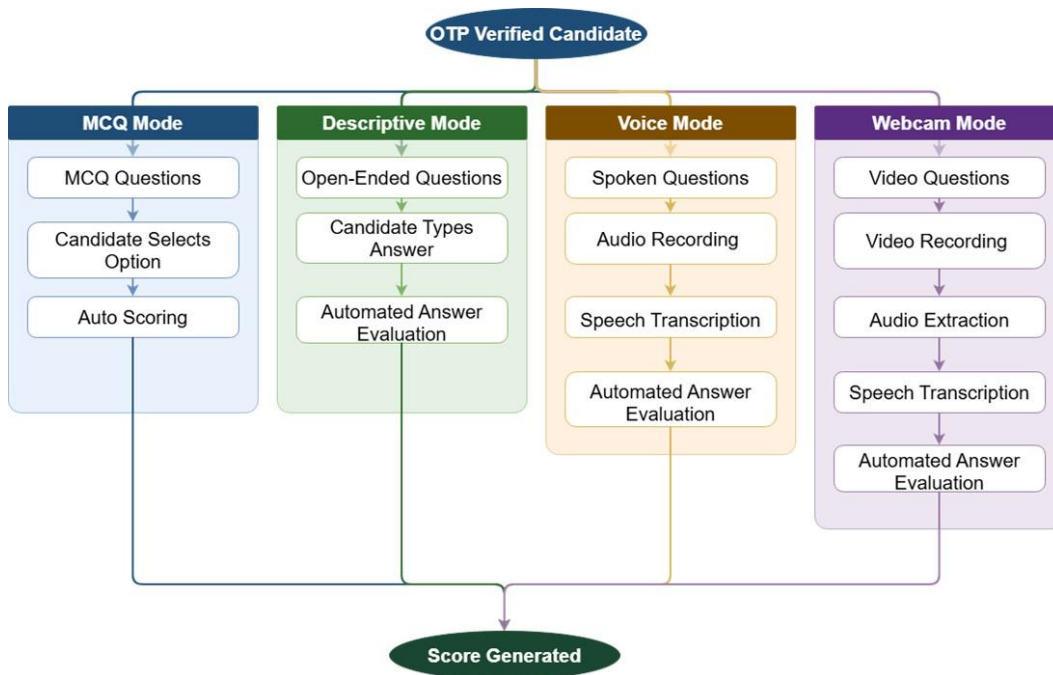 OTP Verified Candidate
MCQ Mode
MCQ Questions
Candidate Selects
Option
Auto Scoring
Descriptive Mode
Open-Ended Questions
Candidate Types
Answer
Automated Answer
Evaluation
Voice Mode
Spoken Questions
Audio Recording
Speech Transcription
Automated Answer
Evaluation
Webcam Mode
Video Questions
Video Recording
Audio Extraction
Speech Transcription
Automated Answer
Evaluation
Score Generated